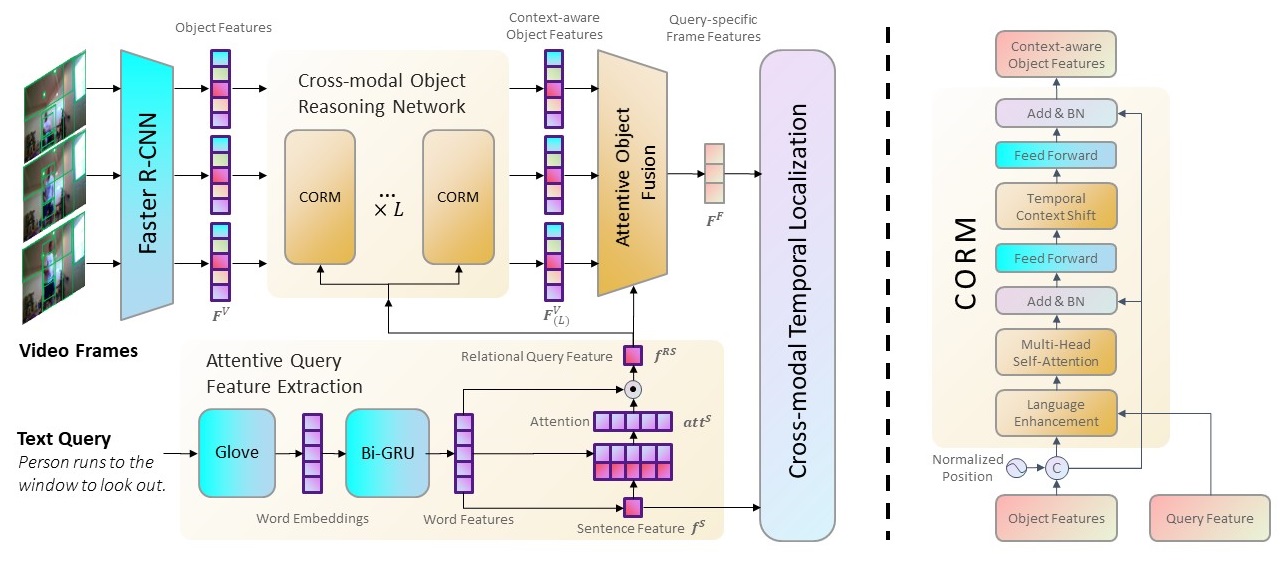 Object Features
Context-aware
Object Features
Query-specific
Frame Features
Faster R-CNN
Cross-modal Object
Reasoning Network
CORM
...
× L
CORM
Attentive Object
Fusion
Cross-modal Temporal Localization
F^V
F^V_(L)
F^F
Video Frames
Attentive Query
Feature Extraction
Relational Query Feature
f^RS
Attention
att^S
Text Query
Person runs to the
window to look out.
Glove
Bi-GRU
Word Embeddings
Word Features
Sentence Feature f^S
Context-aware
Object Features
Add & BN
Feed Forward
Temporal
Context Shift
Feed Forward
Add & BN
Multi-Head
Self-Attention
Language
Enhancement
CORM
Normalized
Position
C
Object Features
Query Feature